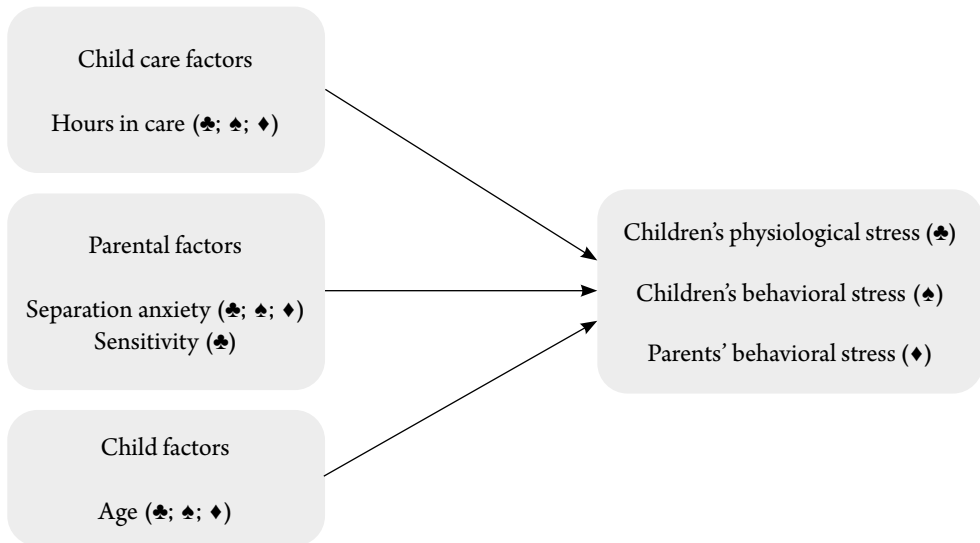 Child care factors
Hours in care (♣; ♠; ♦)
Parental factors
Separation anxiety (♣; ♠; ♦)
Sensitivity (♣)
Child factors
Age (♣; ♠; ♦)
Children’s physiological stress (♣)
Children’s behavioral stress (♠)
Parents’ behavioral stress (♦)